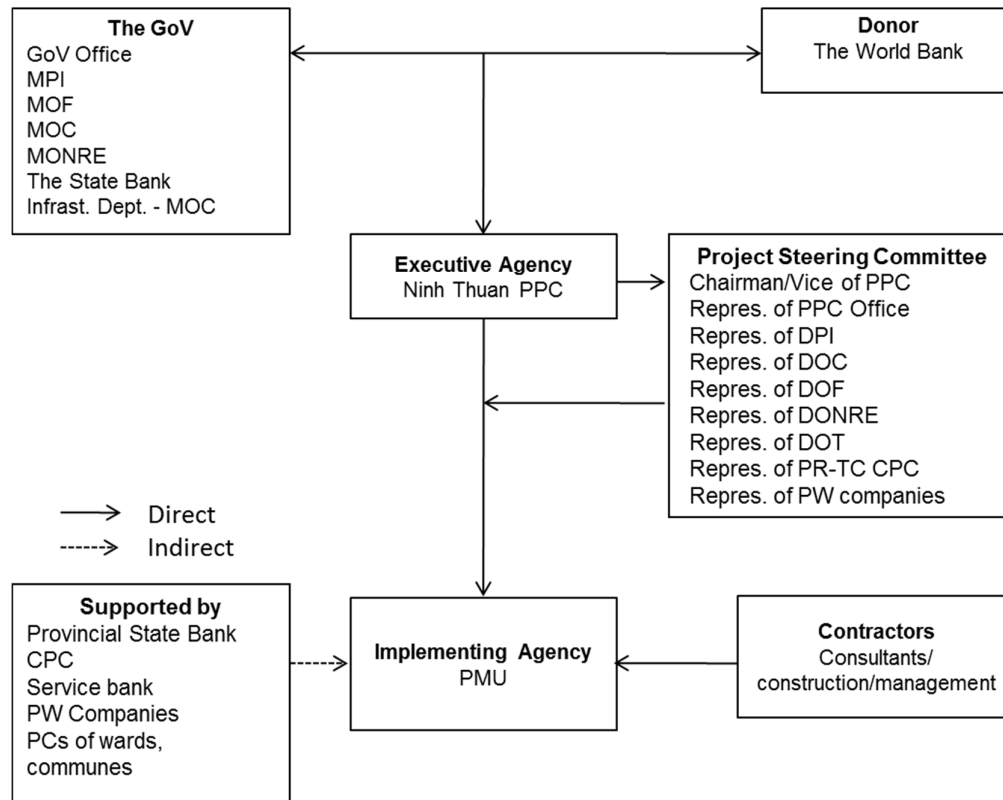 The GoV
GoV Office
MPI
MOF
MOC
MONRE
The State Bank
Infrast. Dept. - MOC
Donor
The World Bank
Executive Agency
Ninh Thuan PPC
Project Steering Committee
Chairman/Vice of PPC
Repres. of PPC Office
Repres. of DPI
Repres. of DOC
Repres. of DOF
Repres. of DONRE
Repres. of DOT
Repres. of PR-TC CPC
Repres. of PW companies
Direct
Indirect
Supported by
Provincial State Bank
CPC
Service bank
PW Companies
PCs of wards,
communes
Implementing Agency
PMU
Contractors
Consultants/
construction/management